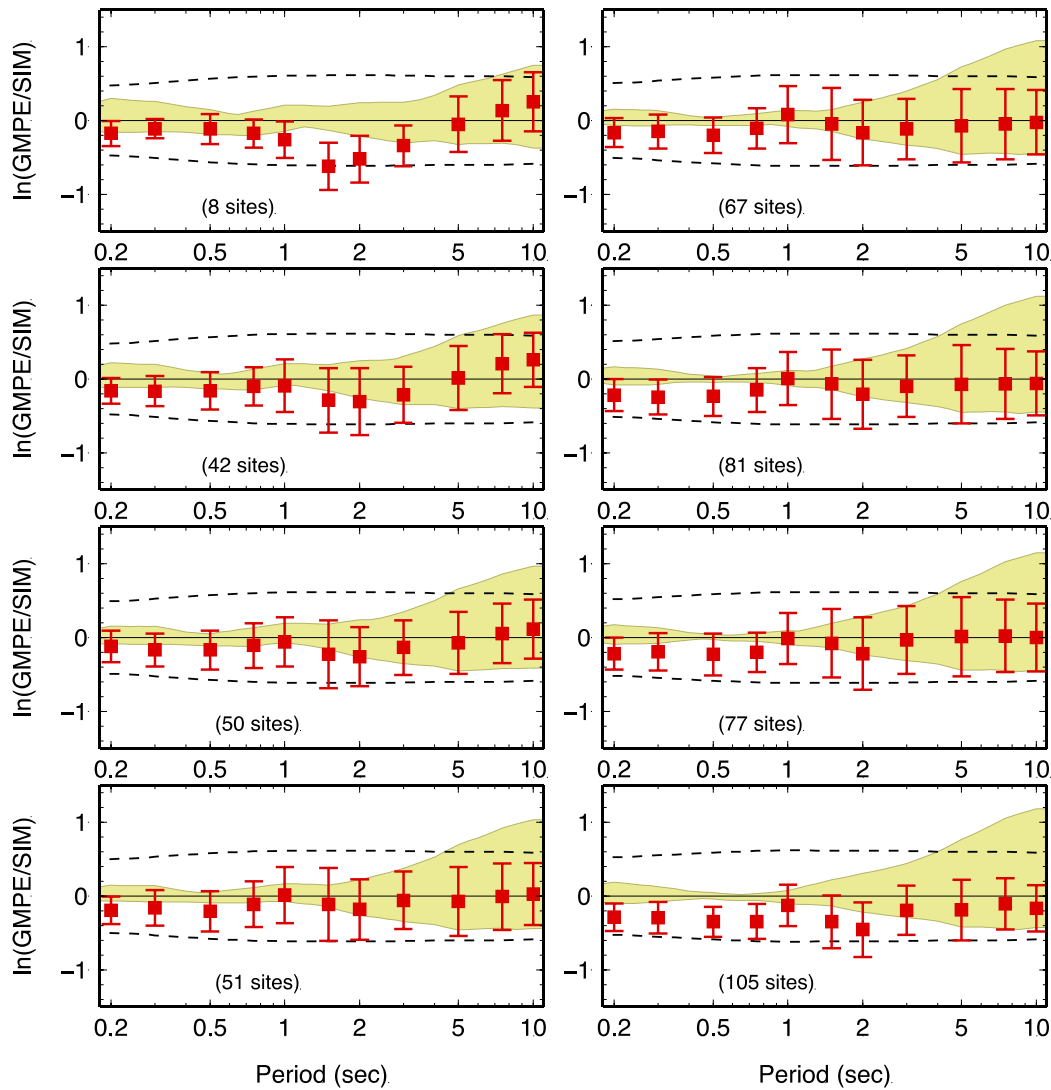 ln(GMPE/SIM)
1
0
−1
(8 sites)
0.2 0.5 1 2 5 10
1
0
−1
(67 sites)
0.2 0.5 1 2 5 10
ln(GMPE/SIM)
1
0
−1
(42 sites)
0.2 0.5 1 2 5 10
1
0
−1
(81 sites)
0.2 0.5 1 2 5 10
ln(GMPE/SIM)
1
0
−1
(50 sites)
0.2 0.5 1 2 5 10
1
0
−1
(77 sites)
0.2 0.5 1 2 5 10
ln(GMPE/SIM)
1
0
−1
(51 sites)
0.2 0.5 1 2 5 10
Period (sec)
1
0
−1
(105 sites)
0.2 0.5 1 2 5 10
Period (sec)